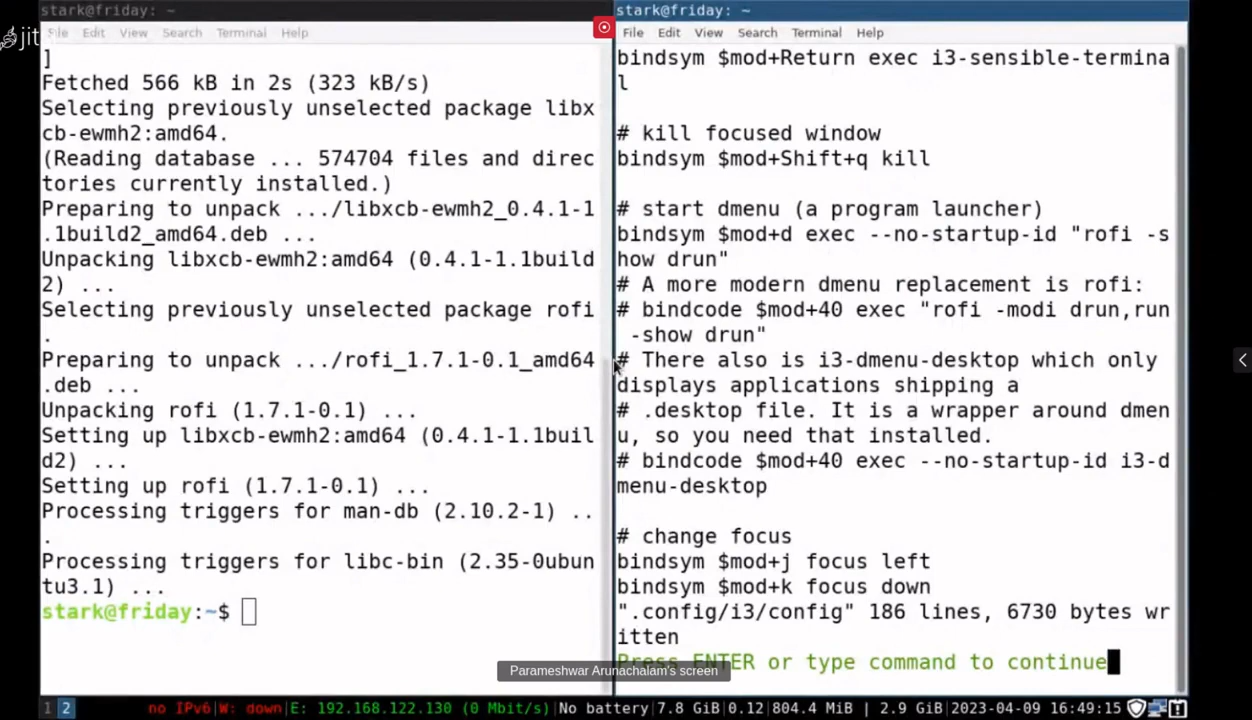 stark@friday: ~
File Edit View Search Terminal Help
jit
]
Fetched 566 kB in 2s (323 kB/s)
Selecting previously unselected package libx
cb-ewmh2:amd64.
(Reading database ... 574704 files and direc
tories currently installed.)
Preparing to unpack .../libxcb-ewmh2_0.4.1-1
.1build2_amd64.deb ...
Unpacking libxcb-ewmh2:amd64 (0.4.1-1.1build
2) ...
Selecting previously unselected package rofi
.
Preparing to unpack .../rofi_1.7.1-0.1_amd64
.deb ...
Unpacking rofi (1.7.1-0.1) ...
Setting up libxcb-ewmh2:amd64 (0.4.1-1.1buil
d2) ...
Setting up rofi (1.7.1-0.1) ...
Processing triggers for man-db (2.10.2-1) ..
.
Processing triggers for libc-bin (2.35-0ubun
tu3.1) ...
stark@friday:~$
stark@friday: ~
File Edit View Search Terminal Help
bindsym $mod+Return exec i3-sensible-termina
l
# kill focused window
bindsym $mod+Shift+q kill
# start dmenu (a program launcher)
bindsym $mod+d exec --no-startup-id "rofi -s
how drun"
# A more modern dmenu replacement is rofi:
# bindcode $mod+40 exec "rofi -modi drun,run
 -show drun"
# There also is i3-dmenu-desktop which only
displays applications shipping a
# .desktop file. It is a wrapper around dmen
u, so you need that installed.
# bindcode $mod+40 exec --no-startup-id i3-d
menu-desktop
# change focus
bindsym $mod+j focus left
bindsym $mod+k focus down
".config/i3/config" 186 lines, 6730 bytes wr
itten
Press ENTER or type command to continue
Parameshwar Arunachalam's screen
1 2 no IPv6|W: down|E: 192.168.122.130 (0 Mbit/s)|No battery|7.8 GiB|0.12|804.4 MiB | 2.9 GiB|2023-04-09 16:49:15